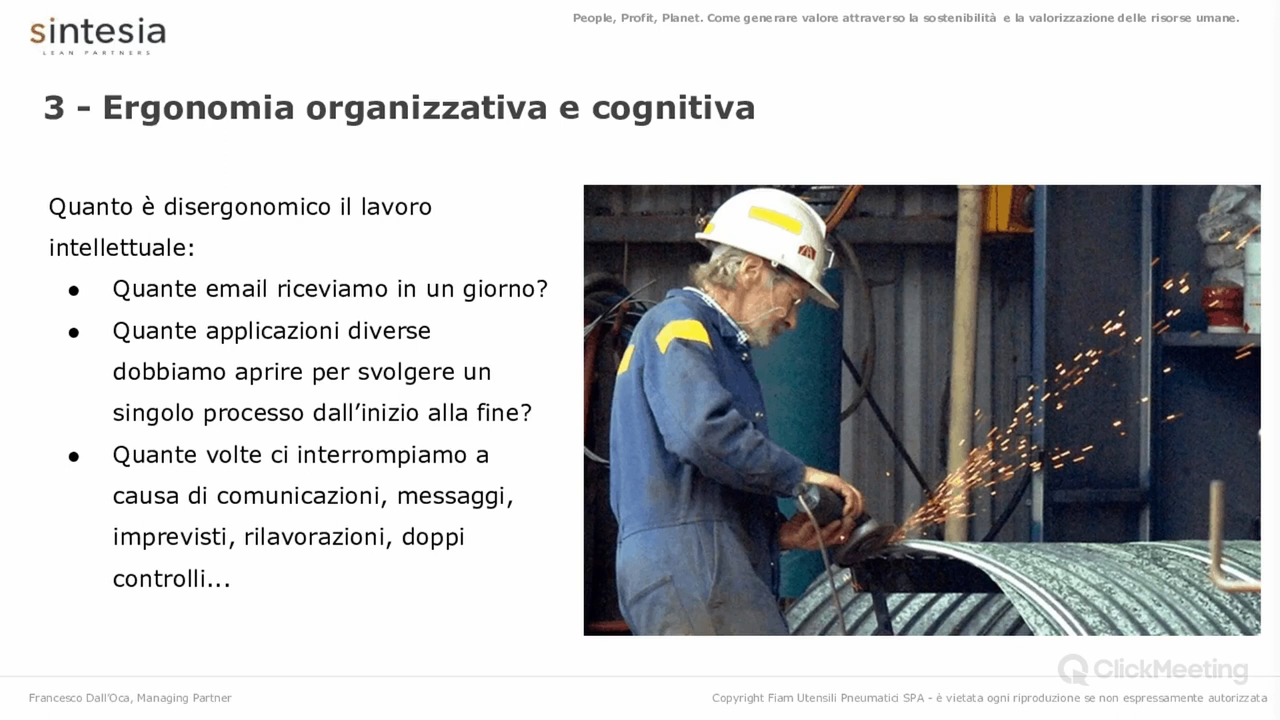 sintesia
LEAN PARTNERS
People, Profit, Planet. Come generare valore attraverso la sostenibilità e la valorizzazione delle risorse umane.
3 - Ergonomia organizzativa e cognitiva
Quanto è disergonomico il lavoro
intellettuale:
● Quante email riceviamo in un giorno?
● Quante applicazioni diverse
dobbiamo aprire per svolgere un
singolo processo dall’inizio alla fine?
● Quante volte ci interrompiamo a
causa di comunicazioni, messaggi,
imprevisti, rilavorazioni, doppi
controlli...
ClickMeeting
Francesco Dall'Oca, Managing Partner
Copyright Fiam Utensili Pneumatici SPA - è vietata ogni riproduzione se non espressamente autorizzata